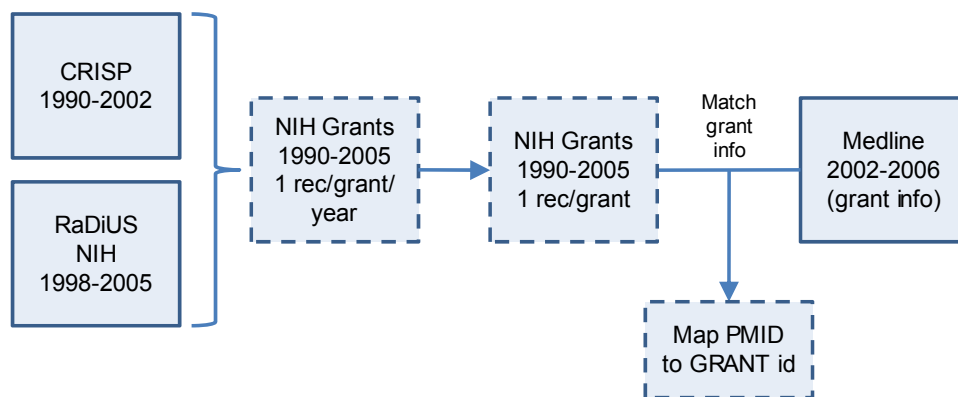 CRISP
1990-2002
RaDiUS
NIH
1998-2005
NIH Grants
1990-2005
1 rec/grant/
year
NIH Grants
1990-2005
1 rec/grant
Match
grant
info
Medline
2002-2006
(grant info)
Map PMID
to GRANT id